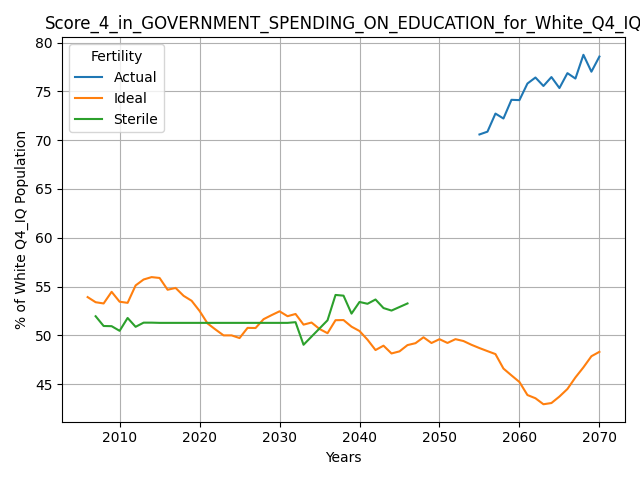 Score_4_in_GOVERNMENT_SPENDING_ON_EDUCATION_for_White_Q4_IQ
Fertility
Actual
Ideal
Sterile
% of White Q4_IQ Population
80
75
70
65
60
55
50
45
2010 2020 2030 2040 2050 2060 2070
Years